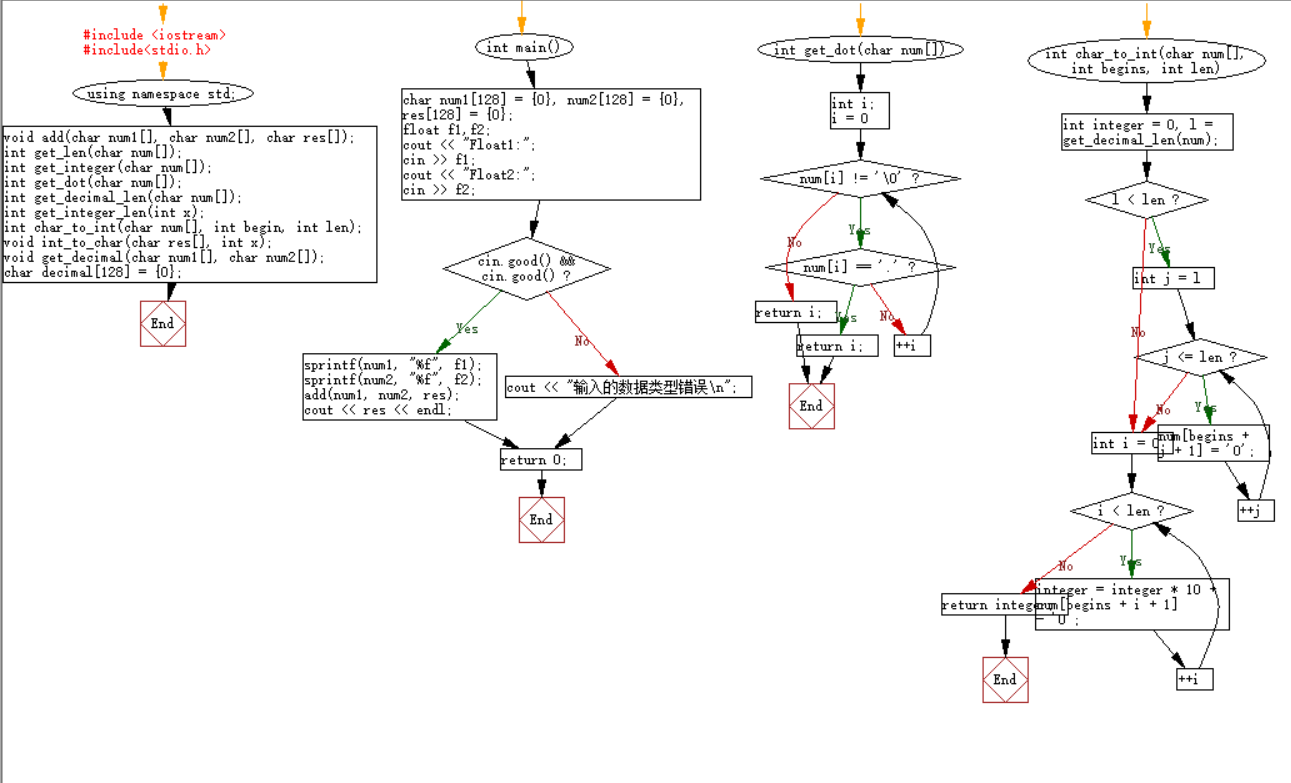 #include <iostream>
#include<stdio.h>
using namespace std;
void add(char num1[], char num2[], char res[]);
int get_len(char num[]);
int get_integer(char num[]);
int get_dot(char num[]);
int get_decimal_len(char num[]);
int get_integer_len(int x);
int char_to_int(char num[], int begin, int len);
void int_to_char(char res[], int x);
void get_decimal(char num1[], char num2[]);
char decimal[128] = {0};
End
int main()
char num1[128] = {0}, num2[128] = {0},
res[128] = {0};
float f1,f2;
cout << "Float1:";
cin >> f1;
cout << "Float2:";
cin >> f2;
cin.good() &&
cin.good() ?
Yes
No
sprintf(num1, "%f", f1);
sprintf(num2, "%f", f2);
add(num1, num2, res);
cout << res << endl;
cout << "输入的数据类型错误\n";
return 0;
End
int get_dot(char num[])
int i;
i = 0
num[i] != '\0' ?
No
Yes
num[i] == '.' ?
return i;
Yes
No
return i;
++i
End
int char_to_int(char num[],
int begins, int len)
int integer = 0, l =
get_decimal_len(num);
l < len ?
Yes
int j = l
No
j <= len ?
No
Yes
int i = 0
num[begins +
j + 1] = '0';
++j
i < len ?
No
Yes
integer = integer * 10 +
num[begins + i + 1]
- '0';
return integer
++i
End